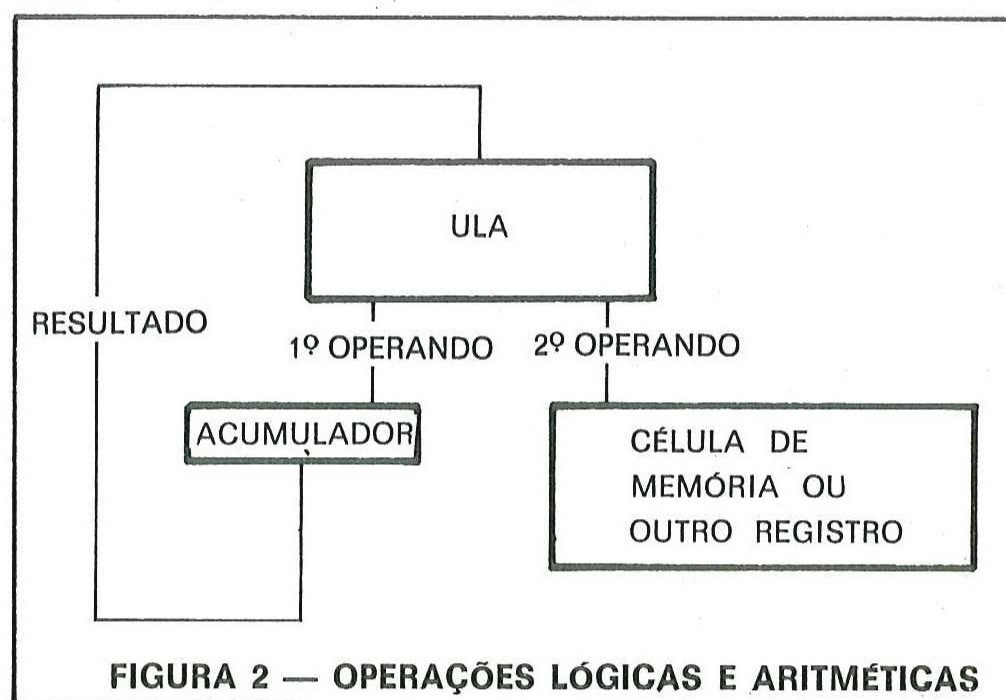 ULA
RESULTADO
1º OPERANDO
2º OPERANDO
ACUMULADOR
CÉLULA DE
MEMÓRIA OU
OUTRO REGISTRO
FIGURA 2 — OPERAÇÕES LÓGICAS E ARITMÉTICAS